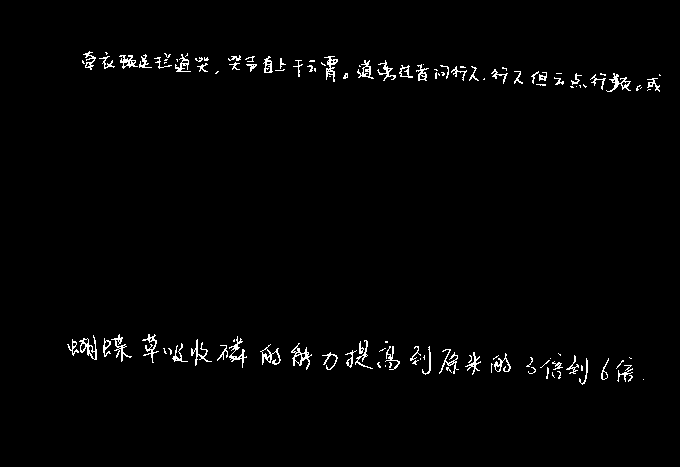 牵衣顿足拦道哭，哭声直上干云霄。道旁过者问行人，行人但云点行频。或
蝴蝶草吸收磷的能力提高到原来的3倍到6倍.